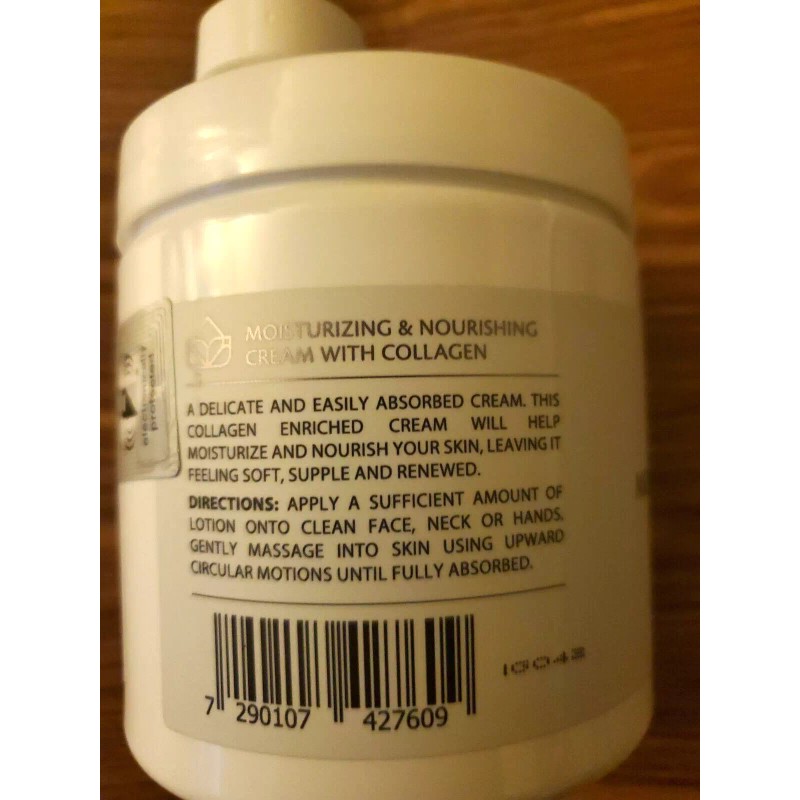 MOISTURIZING & NOURISHING
CREAM WITH COLLAGEN
A DELICATE AND EASILY ABSORBED CREAM. THIS
COLLAGEN ENRICHED CREAM WILL HELP
MOISTURIZE AND NOURISH YOUR SKIN, LEAVING IT
FEELING SOFT, SUPPLE AND RENEWED.
DIRECTIONS: APPLY A SUFFICIENT AMOUNT OF
LOTION ONTO CLEAN FACE, NECK OR HANDS.
GENTLY MASSAGE INTO SKIN USING UPWARD
CIRCULAR MOTIONS UNTIL FULLY ABSORBED.
7 290107 427609
electronically
protected